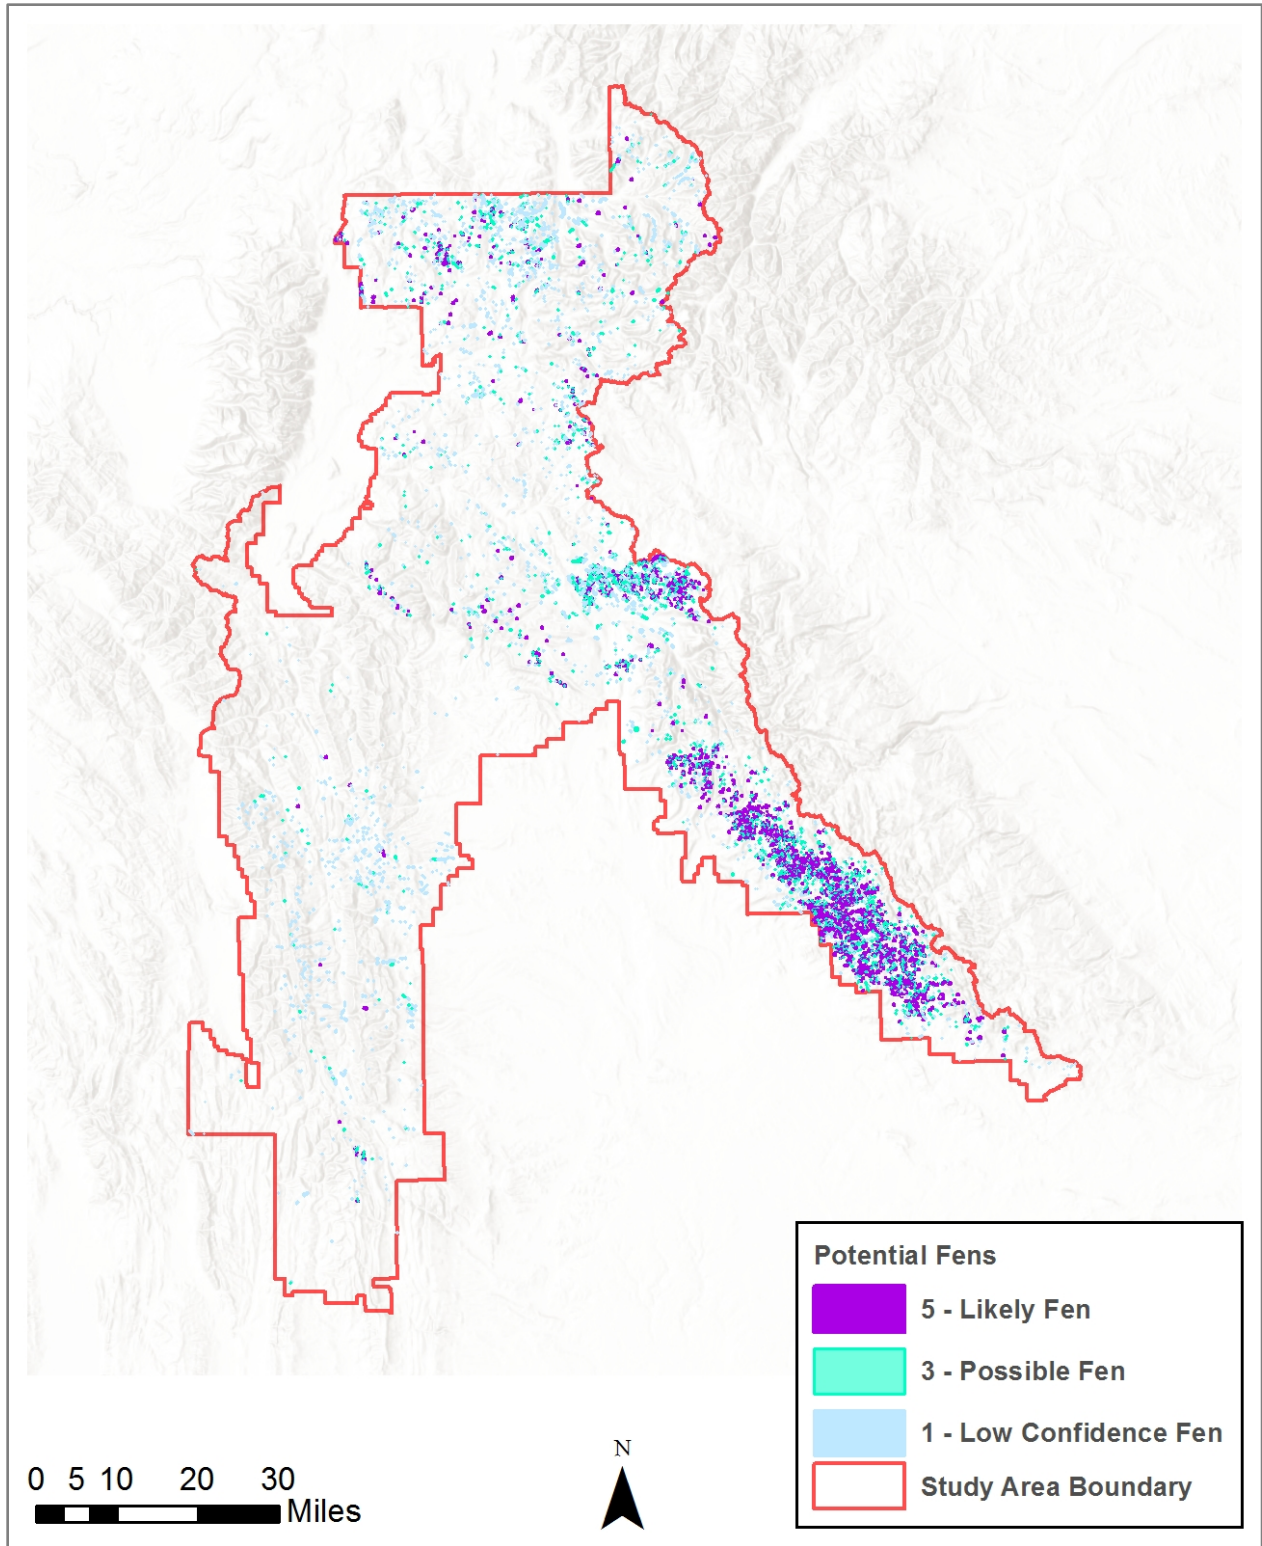 Potential Fens
5 - Likely Fen
3 - Possible Fen
1 - Low Confidence Fen
Study Area Boundary
N
0 5 10 20 30
Miles